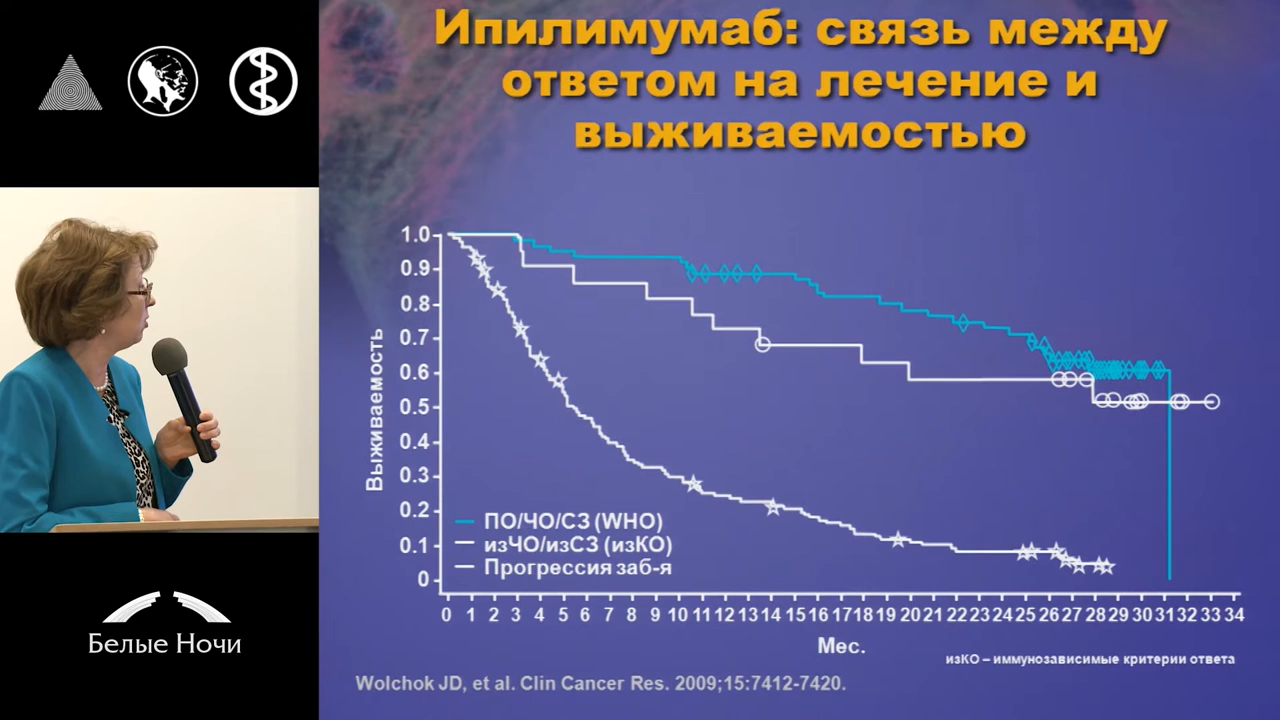 Ипилимумаб: связь между
ответом на лечение и
выживаемостью
Выживаемость
1.0
0.9
0.8
0.7
0.6
0.5
0.4
0.3
0.2
0.1
0
ПО/ЧО/СЗ (WHO)
изЧО/изСЗ (изКО)
Прогрессия заб-я
0 1 2 3 4 5 6 7 8 9 10 11 12 13 14 15 16 17 18 19 20 21 22 23 24 25 26 27 28 29 30 31 32 33 34
Мес.
изКО – иммунозависимые критерии ответа
Wolchok JD, et al. Clin Cancer Res. 2009;15:7412-7420.
Белые Ночи